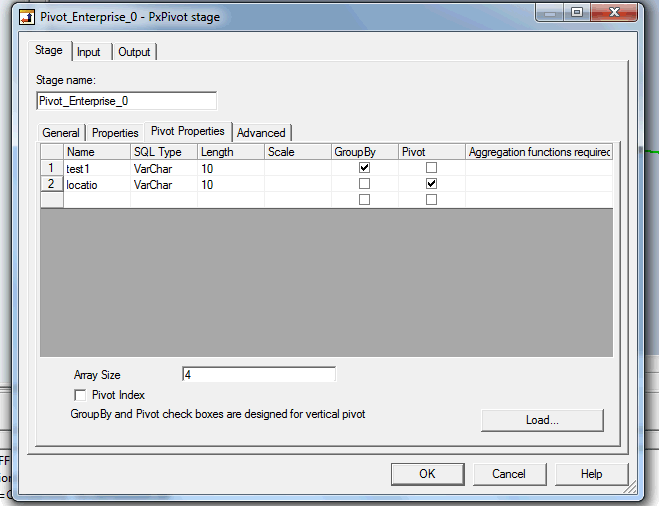 Pivot_Enterprise_0 - PxPivot stage
Stage Input Output
Stage name:
Pivot_Enterprise_0
General Properties Pivot Properties Advanced
Name SQL Type Length Scale GroupBy Pivot Aggregation functions required
1 test1 VarChar 10
2 locatio VarChar 10
Array Size 4
Pivot Index
GroupBy and Pivot check boxes are designed for vertical pivot
Load...
OK Cancel Help